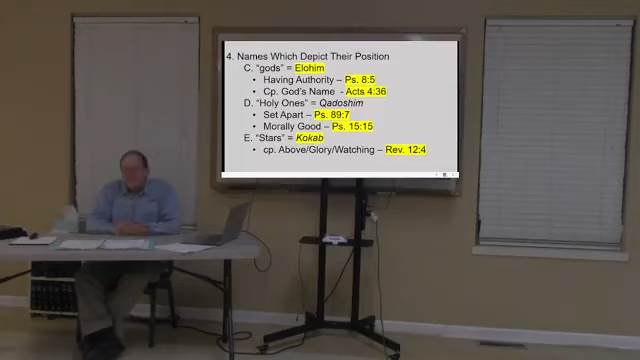 4. Names Which Depict Their Position
C. “gods” = Elohim
• Having Authority – Ps. 8:5
• Cp. God’s Name - Acts 4:36
D. “Holy Ones” = Qadoshim
• Set Apart – Ps. 89:7
• Morally Good – Ps. 15:15
E. “Stars” = Kokab
• cp. Above/Glory/Watching – Rev. 12:4